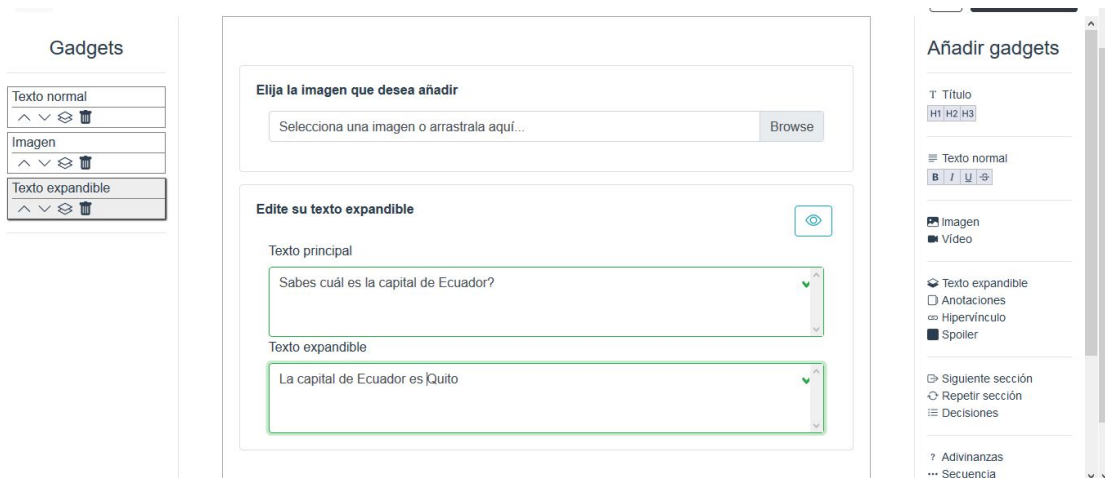 Gadgets
Texto normal
Imagen
Texto expandible
Elija la imagen que desea añadir
Selecciona una imagen o arrastrala aquí...
Browse
Edite su texto expandible
Texto principal
Sabes cuál es la capital de Ecuador?
Texto expandible
La capital de Ecuador es Quito
Añadir gadgets
T Título
H1 H2 H3
Texto normal
B I U S
Imagen
Vídeo
Texto expandible
Anotaciones
Hipervínculo
Spoiler
Siguiente sección
Repetir sección
Decisiones
? Adivinanzas
Secuencia